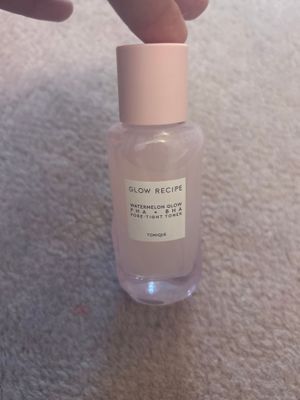 GLOW RECIPE
WATERMELON GLOW
PHA + BHA
PORE-TIGHT TONER
TONIQUE